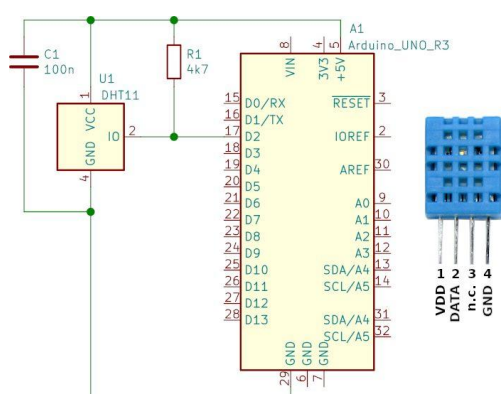 C1
100n
U1
DHT11
1
VCC
IO
2
GND
4
R1
4k7
A1
Arduino_UNO_R3
8
VIN
4
3V3
5
+5V
15
D0/RX
16
D1/TX
17
D2
18
D3
19
D4
20
D5
21
D6
22
D7
23
D8
24
D9
25
D10
26
D11
27
D12
28
D13
RESET
3
IOREF
2
AREF
30
A0
9
A1
10
A2
11
A3
12
SDA/A4
13
SCL/A5
14
SDA/A4
31
SCL/A5
32
GND
29
GND
6
GND
7
1 2 3 4
VDD
DATA
n.c.
GND